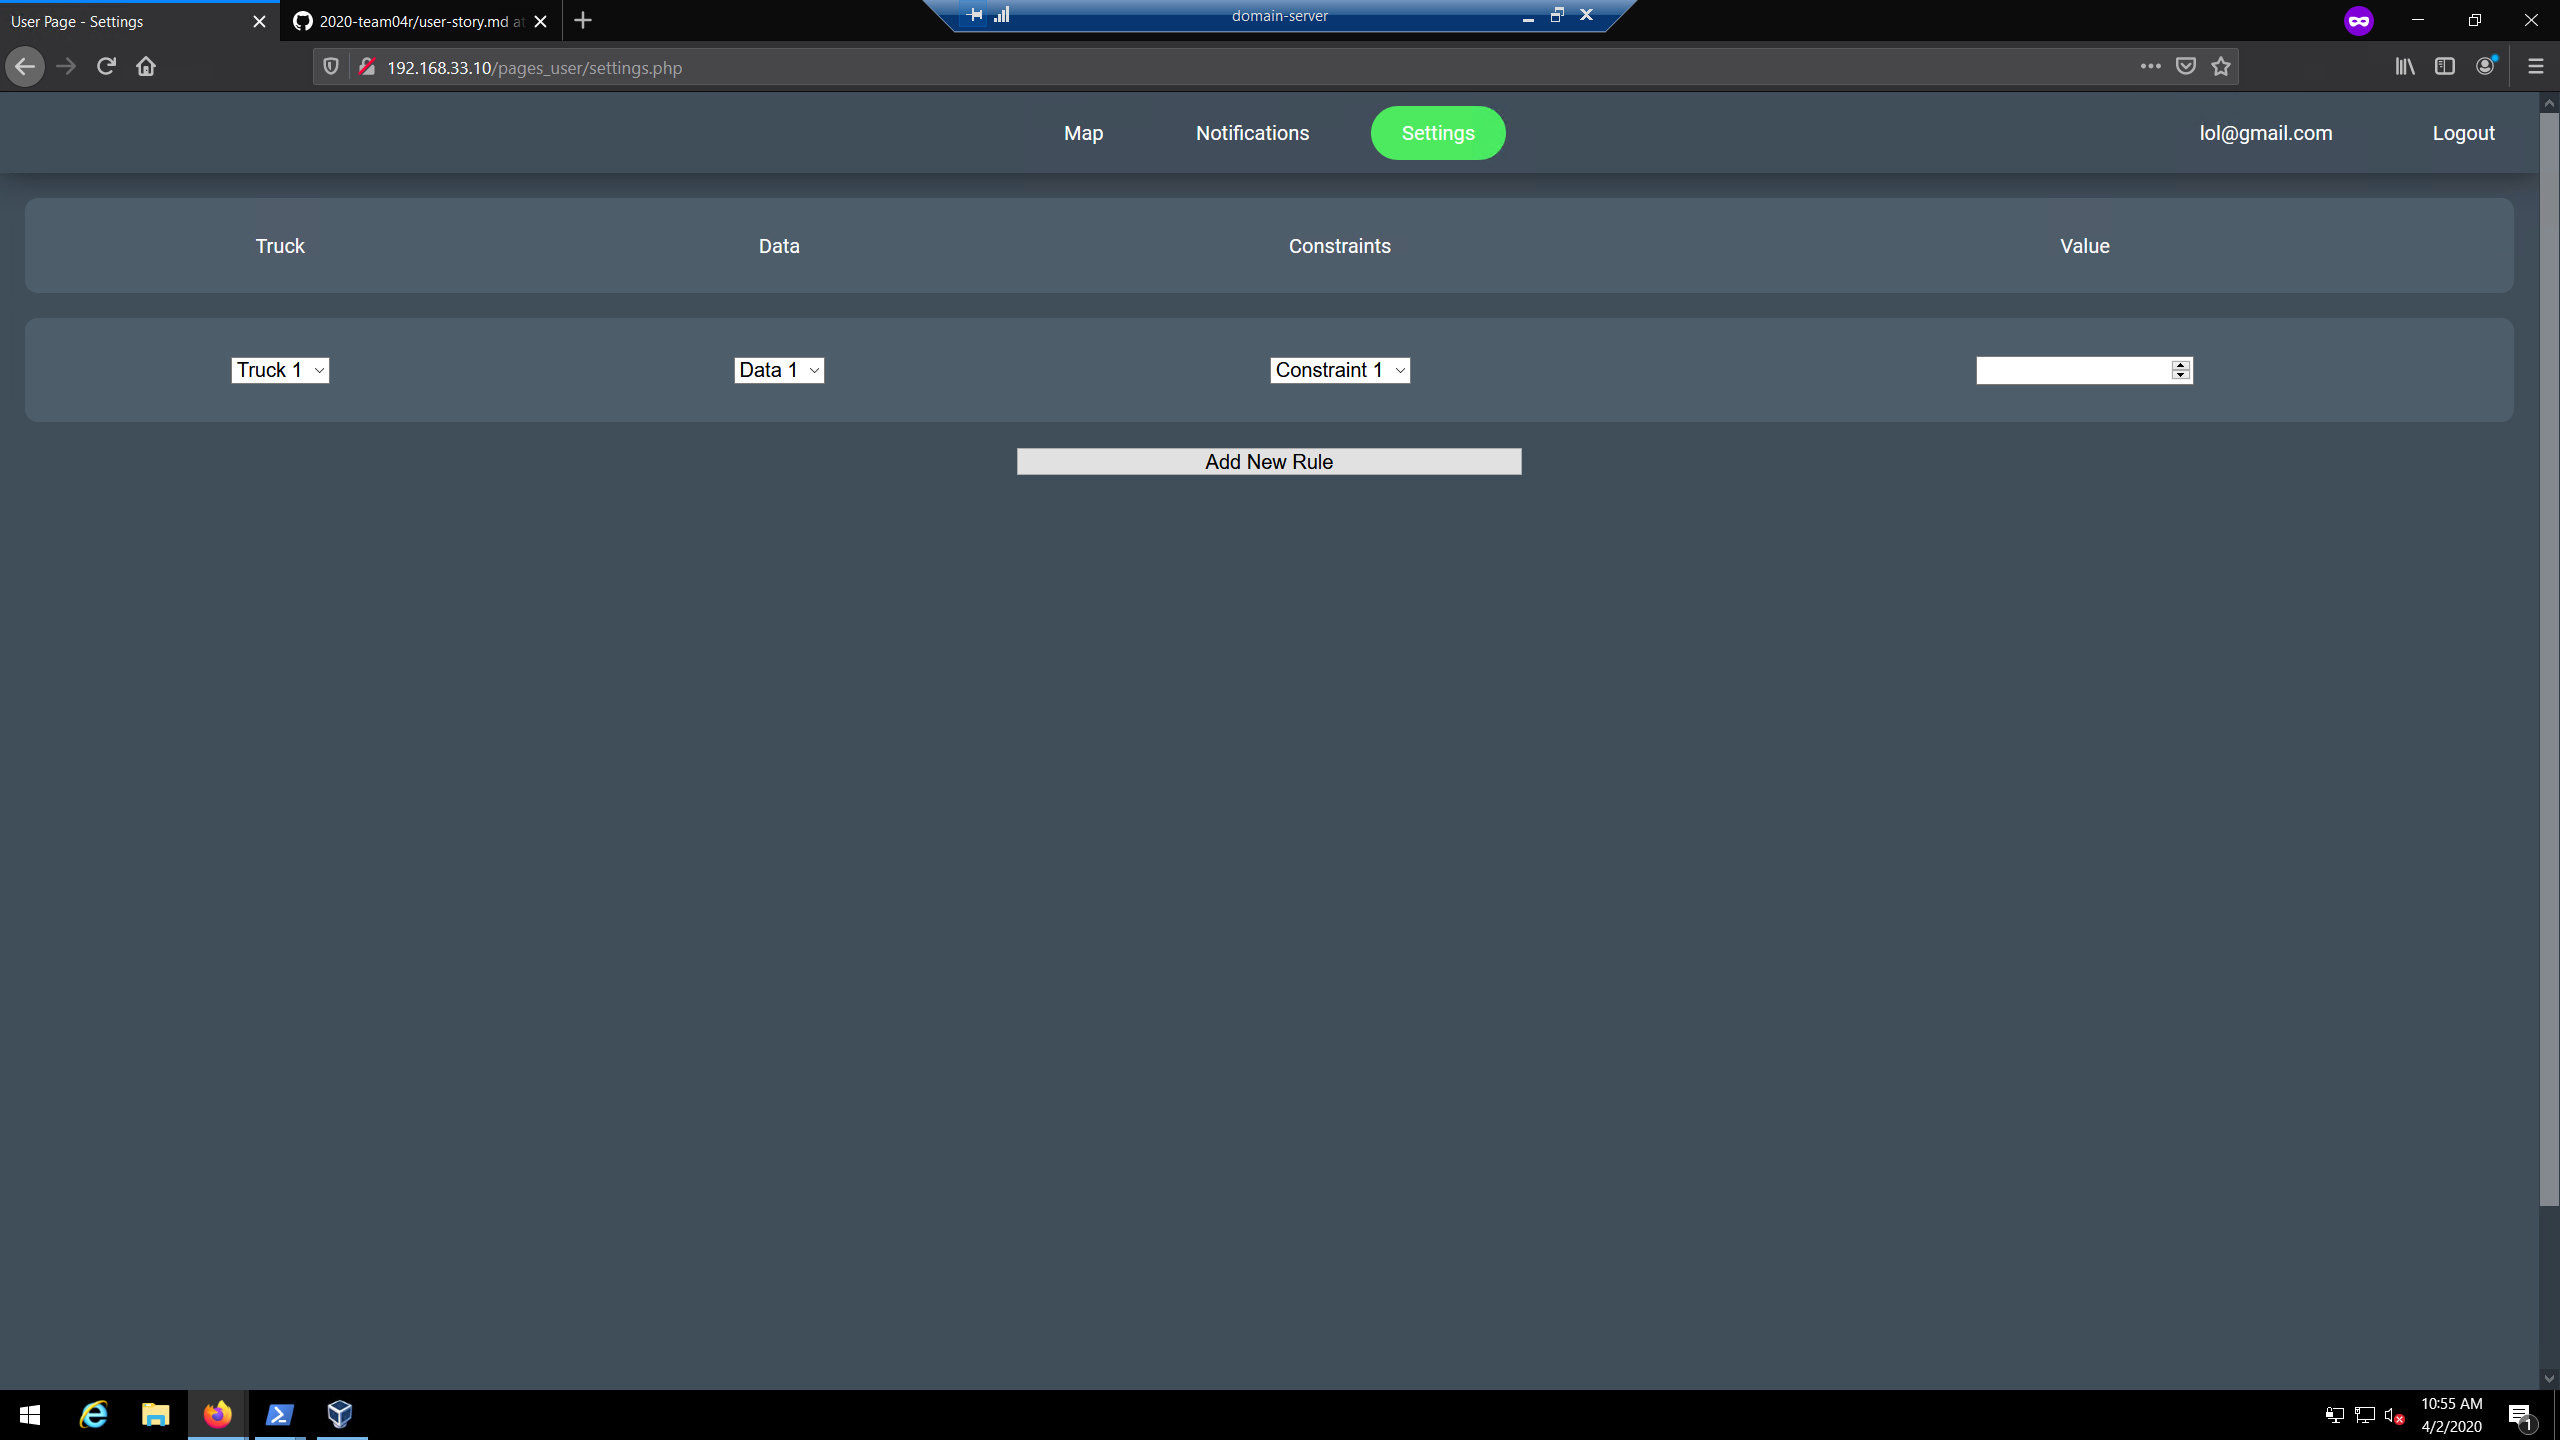 User Page - Settings
2020-team04r/user-story.md at
domain-server
192.168.33.10/pages_user/settings.php
Map
Notifications
Settings
lol@gmail.com
Logout
Truck
Data
Constraints
Value
Truck 1
Data 1
Constraint 1
Add New Rule
10:55 AM
4/2/2020
1